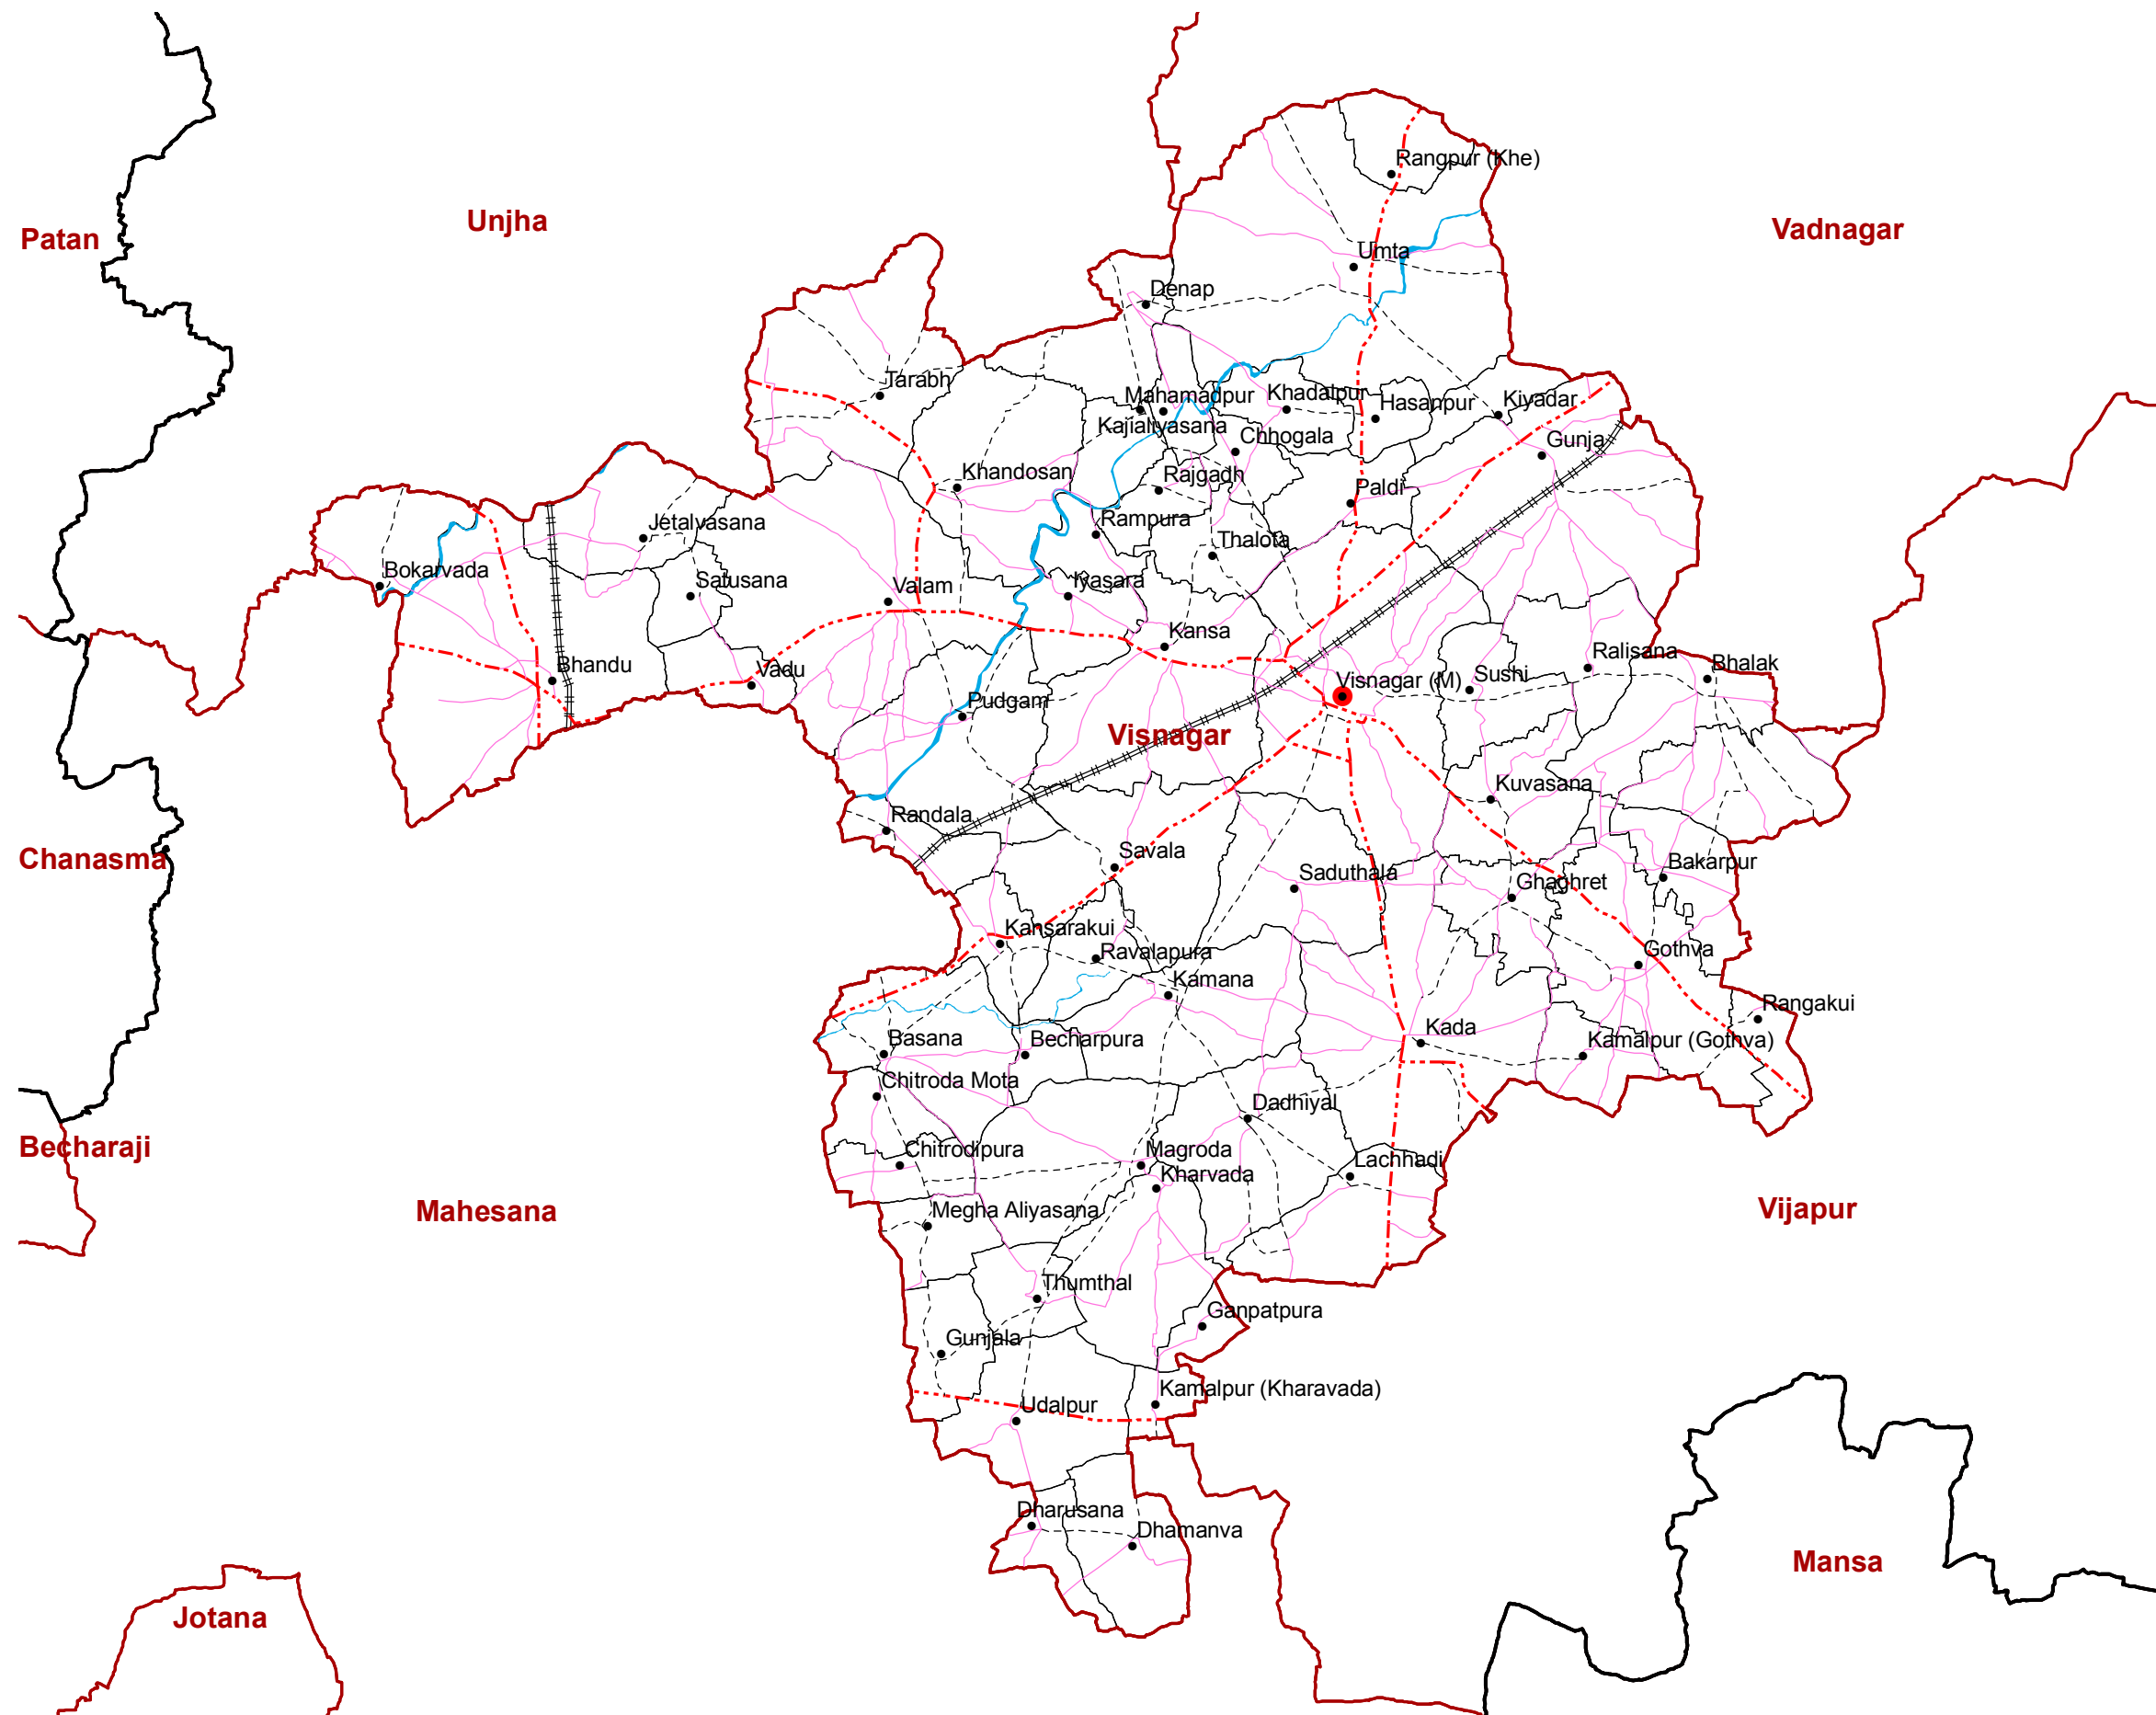 Rangpur (Khe)
Unjha
Vadnagar
Patan
Umta
Denap
Tarabh
Mahamadpur
Khadalpur
Hasanpur
Kiyadar
Kajialiyasana
Chhogala
Gunja
Khandosan
Rajgadh
Paldi
Jetalvasana
Rampura
Thalota
Bokarvada
Satusana
Valam
Iyasara
Kansa
Ralisana
Bhalak
Bhandu
Vadu
Visnagar (M)
Sushi
Pudgam
Visnagar
Kuvasana
Randala
Savala
Chanasma
Saduthala
Ghaghret
Bakarpur
Kansarakui
Ravalapura
Gothva
Kamana
Rangakui
Basana
Becharpura
Kada
Kamalpur (Gothva)
Chitroda Mota
Dadhiyal
Becharaji
Chitrodipura
Magroda
Lachhadi
Kharvada
Mahesana
Megha Aliyasana
Vijapur
Thumthal
Ganpatpura
Gunjala
Kamalpur (Kharavada)
Udalpur
Dharusana
Dhamanva
Mansa
Jotana